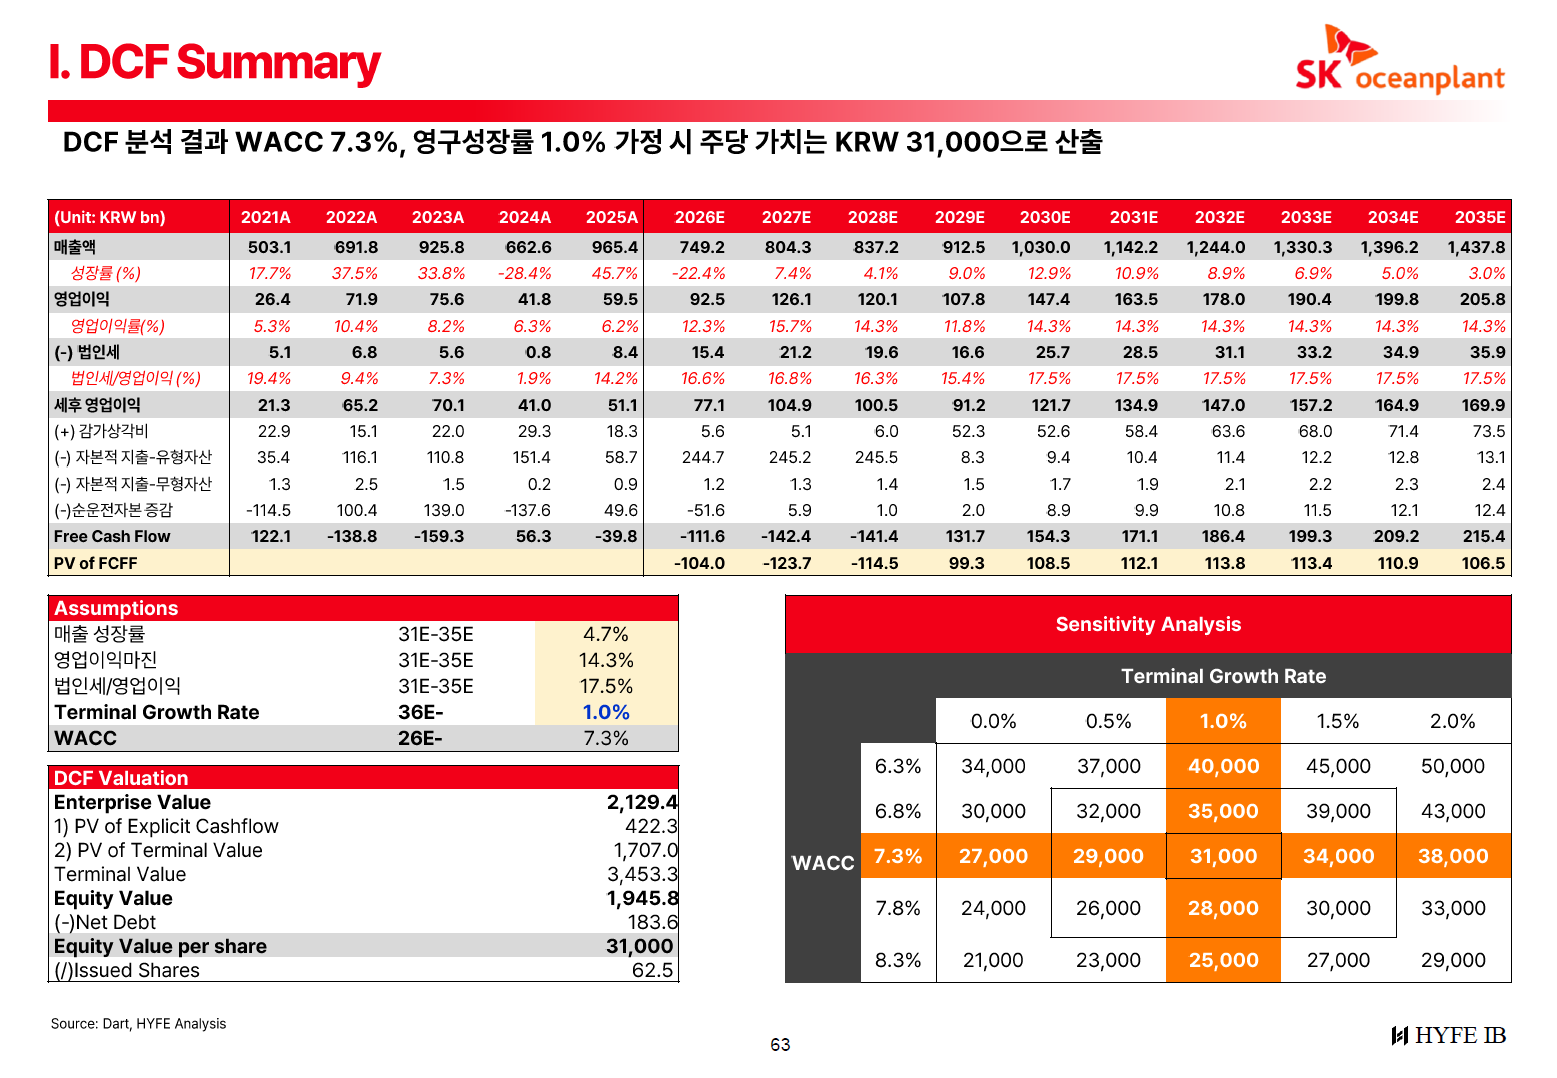 I. DCF Summary
SK oceanplant
DCF 분석 결과 WACC 7.3%, 영구성장률 1.0% 가정 시 주당 가치는 KRW 31,000으로 산출
(Unit: KRW bn) 2021A 2022A 2023A 2024A 2025A 2026E 2027E 2028E 2029E 2030E 2031E 2032E 2033E 2034E 2035E
매출액 503.1 691.8 925.8 662.6 965.4 749.2 804.3 837.2 912.5 1,030.0 1,142.2 1,244.0 1,330.3 1,396.2 1,437.8
성장률 (%) 17.7% 37.5% 33.8% -28.4% 45.7% -22.4% 7.4% 4.1% 9.0% 12.9% 10.9% 8.9% 6.9% 5.0% 3.0%
영업이익 26.4 71.9 75.6 41.8 59.5 92.5 126.1 120.1 107.8 147.4 163.5 178.0 190.4 199.8 205.8
영업이익률(%) 5.3% 10.4% 8.2% 6.3% 6.2% 12.3% 15.7% 14.3% 11.8% 14.3% 14.3% 14.3% 14.3% 14.3% 14.3%
(-) 법인세 5.1 6.8 5.6 0.8 8.4 15.4 21.2 19.6 16.6 25.7 28.5 31.1 33.2 34.9 35.9
법인세/영업이익 (%) 19.4% 9.4% 7.3% 1.9% 14.2% 16.6% 16.8% 16.3% 15.4% 17.5% 17.5% 17.5% 17.5% 17.5% 17.5%
세후 영업이익 21.3 65.2 70.1 41.0 51.1 77.1 104.9 100.5 91.2 121.7 134.9 147.0 157.2 164.9 169.9
(+) 감가상각비 22.9 15.1 22.0 29.3 18.3 5.6 5.1 6.0 52.3 52.6 58.4 63.6 68.0 71.4 73.5
(-) 자본적 지출-유형자산 35.4 116.1 110.8 151.4 58.7 244.7 245.2 245.5 8.3 9.4 10.4 11.4 12.2 12.8 13.1
(-) 자본적 지출-무형자산 1.3 2.5 1.5 0.2 0.9 1.2 1.3 1.4 1.5 1.7 1.9 2.1 2.2 2.3 2.4
(-)순운전자본 증감 -114.5 100.4 139.0 -137.6 49.6 -51.6 5.9 1.0 2.0 8.9 9.9 10.8 11.5 12.1 12.4
Free Cash Flow 122.1 -138.8 -159.3 56.3 -39.8 -111.6 -142.4 -141.4 131.7 154.3 171.1 186.4 199.3 209.2 215.4
PV of FCFF -104.0 -123.7 -114.5 99.3 108.5 112.1 113.8 113.4 110.9 106.5
Assumptions
매출 성장률 31E-35E 4.7%
영업이익마진 31E-35E 14.3%
법인세/영업이익 31E-35E 17.5%
Terminal Growth Rate 36E- 1.0%
WACC 26E- 7.3%
DCF Valuation
Enterprise Value 2,129.4
1) PV of Explicit Cashflow 422.3
2) PV of Terminal Value 1,707.0
Terminal Value 3,453.3
Equity Value 1,945.8
(-)Net Debt 183.6
Equity Value per share 31,000
(/)Issued Shares 62.5
Sensitivity Analysis
Terminal Growth Rate
0.0% 0.5% 1.0% 1.5% 2.0%
6.3% 34,000 37,000 40,000 45,000 50,000
6.8% 30,000 32,000 35,000 39,000 43,000
WACC 7.3% 27,000 29,000 31,000 34,000 38,000
7.8% 24,000 26,000 28,000 30,000 33,000
8.3% 21,000 23,000 25,000 27,000 29,000
Source: Dart, HYFE Analysis
63
HYFE IB